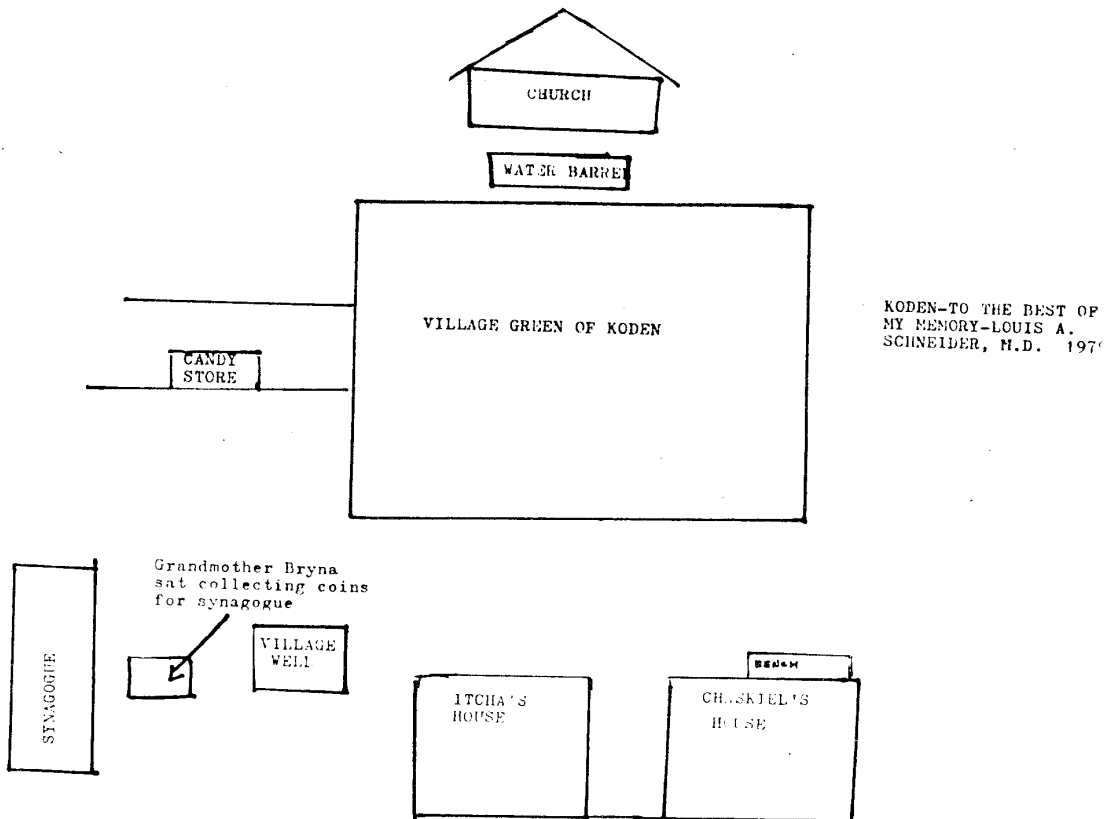 CHURCH
WATER BARREL
VILLAGE GREEN OF KODEN
KODEN-TO THE BEST OF
MY MEMORY-LOUIS A.
SCHNEIDER, M.D.
CANDY
STORE
Grandmother Bryna
sat collecting coins
for synagogue
SYNAGOGUE
VILLAGE
WELL
ITCHA'S
HOUSE
BENCH
HOUSE